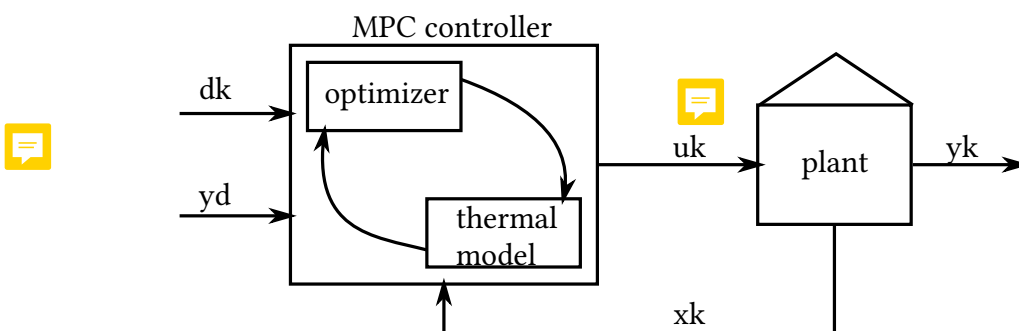 MPC controller
dk
optimizer
uk
plant
yk
yd
thermal
model
xk